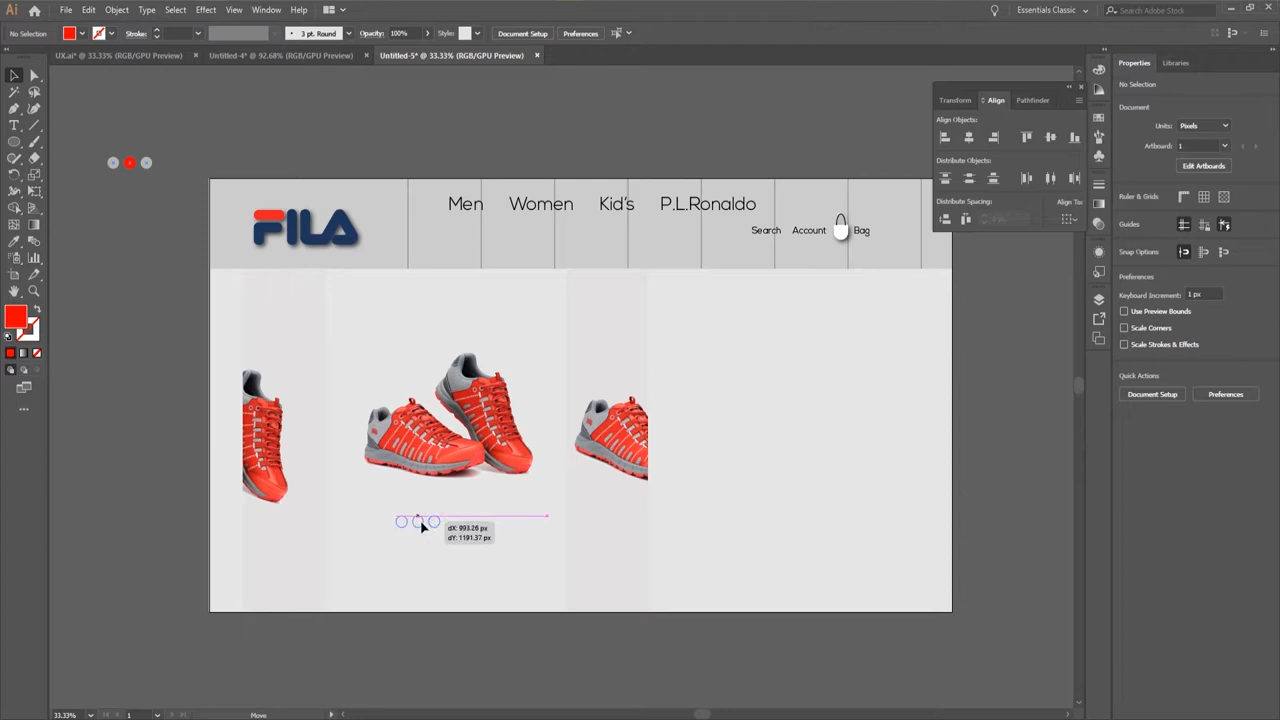 Ai File Edit Object Type Select Effect View Window Help Essentials Classic Search Adobe Stock
No Selection Stroke: 3 pt. Round Opacity: 100% Style: Document Setup Preferences
UX.ai* @ 33.33% (RGB/GPU Preview) × Untitled-4* @ 92.68% (RGB/GPU Preview) × Untitled-5* @ 33.33% (RGB/GPU Preview) ×
Properties Libraries
No Selection
Document
Units: Pixels
Artboard: 1
Edit Artboards
Ruler & Grids
Guides
Snap Options
Preferences
Keyboard Increment: 1 px
Use Preview Bounds
Scale Corners
Scale Strokes & Effects
Quick Actions
Document Setup Preferences
Transform Align Pathfinder
Align Objects:
Distribute Objects:
Distribute Spacing: Align To:
FILA
Men Women Kid's P.L.Ronaldo
Search Account Bag
dX: 993.26 px
dY: 1191.37 px
33.33% 1 Move